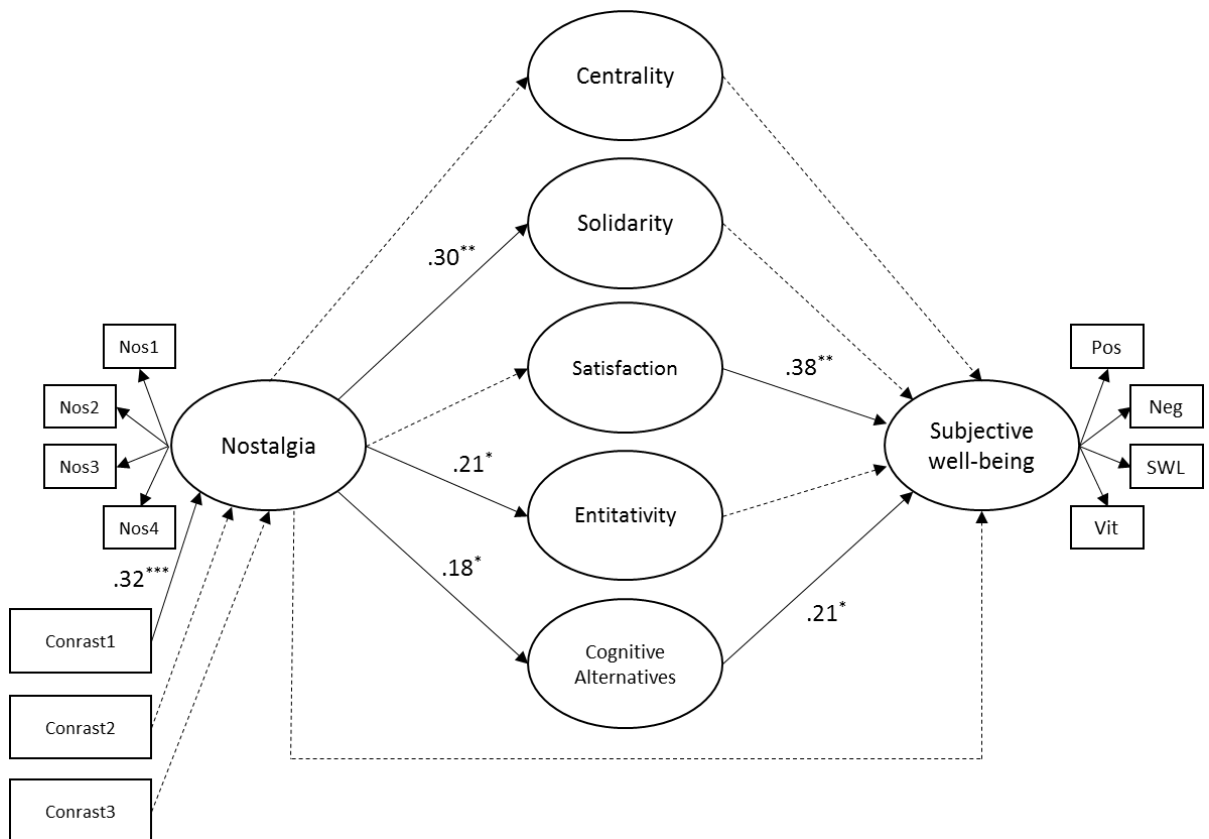 Centrality
Solidarity
.30**
Satisfaction
.38**
Nos1
Nos2
Nos3
Nos4
Nostalgia
.21*
Entitativity
Subjective
well-being
Pos
Neg
SWL
Vit
.18*
.32***
.21*
Cognitive
Alternatives
Conrast1
Conrast2
Conrast3